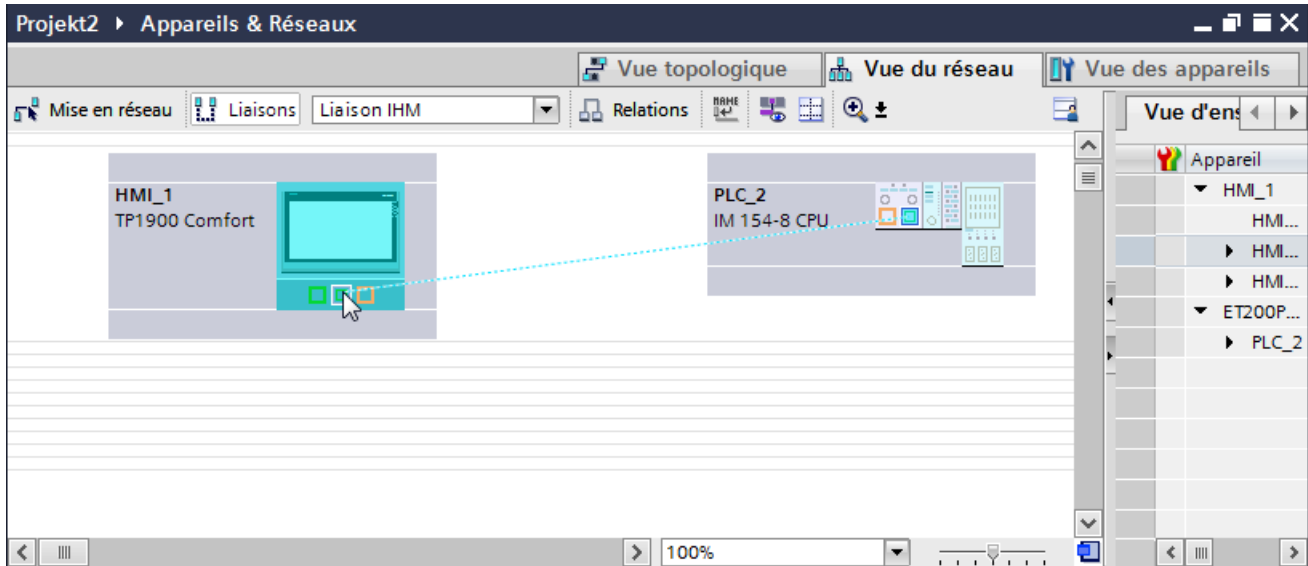 Projekt2 ▸ Appareils & Réseaux
Vue topologique Vue du réseau Vue des appareils
Mise en réseau Liaisons Liaison IHM Relations NAME Vue d'ens
Appareil
HMI_1
TP1900 Comfort
PLC_2
IM 154-8 CPU
HMI_1
HMI...
HMI...
HMI...
ET200P...
PLC_2
100%